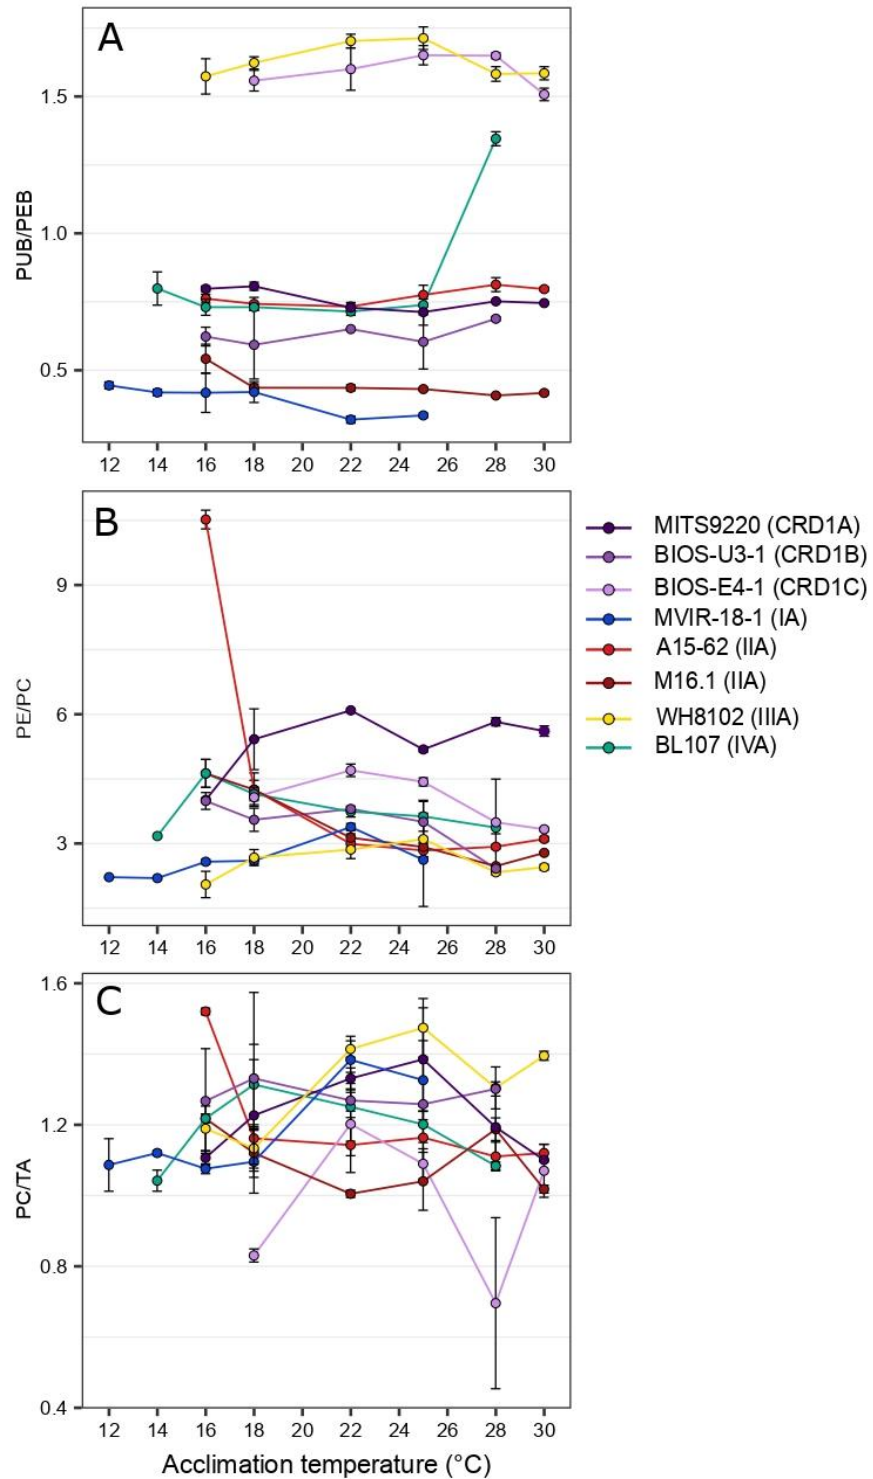 A
PUB/PEB
1.5
1.0
0.5
12 14 16 18 20 22 24 26 28 30
B
PE/PC
9
6
3
12 14 16 18 20 22 24 26 28 30
MITS9220 (CRD1A)
BIOS-U3-1 (CRD1B)
BIOS-E4-1 (CRD1C)
MVIR-18-1 (IA)
A15-62 (IIA)
M16.1 (IIA)
WH8102 (IIIA)
BL107 (IVA)
C
PC/TA
1.6
1.2
0.8
0.4
12 14 16 18 20 22 24 26 28 30
Acclimation temperature (°C)